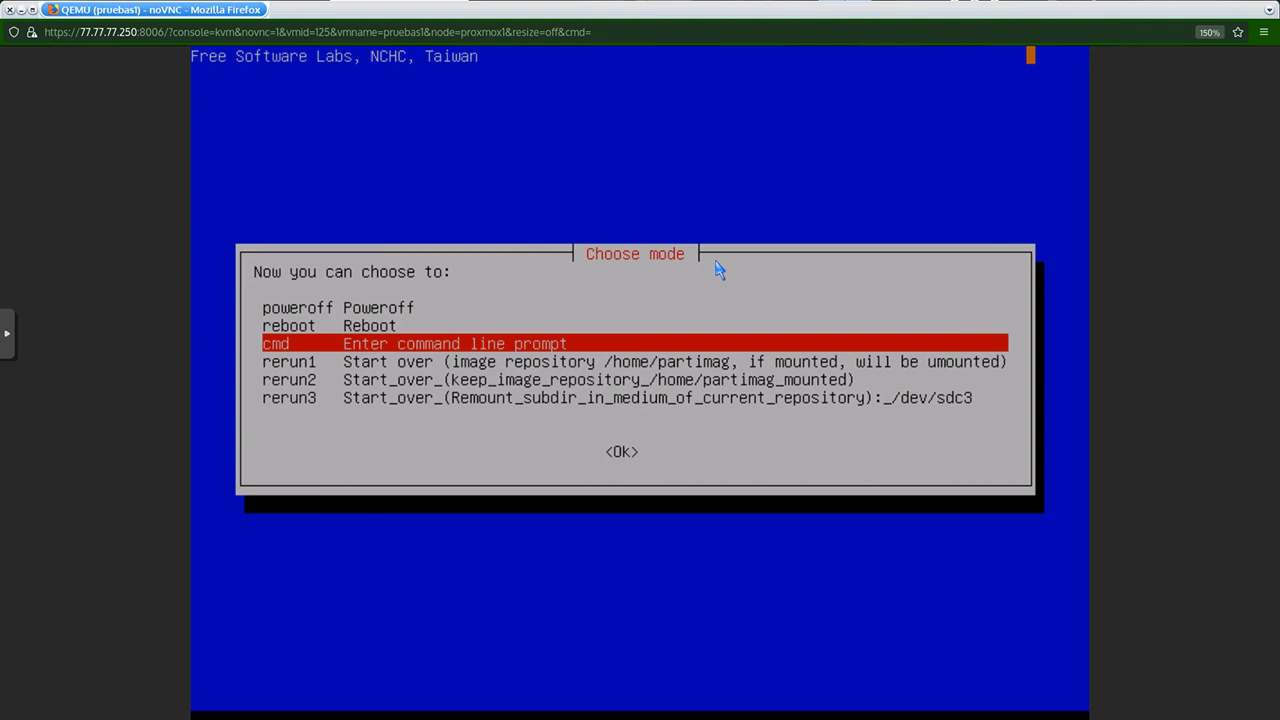 QEMU (pruebas1) - noVNC - Mozilla Firefox
https://77.77.77.250:8006/?console=kvm&novnc=1&vmid=125&vmname=pruebas1&node=proxmox1&resize=off&cmd=
150%
Free Software Labs, NCHC, Taiwan
Choose mode
Now you can choose to:
poweroff Poweroff
reboot Reboot
cmd Enter command line prompt
rerun1 Start over (image repository /home/partimag, if mounted, will be umounted)
rerun2 Start_over_(keep_image_repository_/home/partimag_mounted)
rerun3 Start_over_(Remount_subdir_in_medium_of_current_repository):_/dev/sdc3
<Ok>